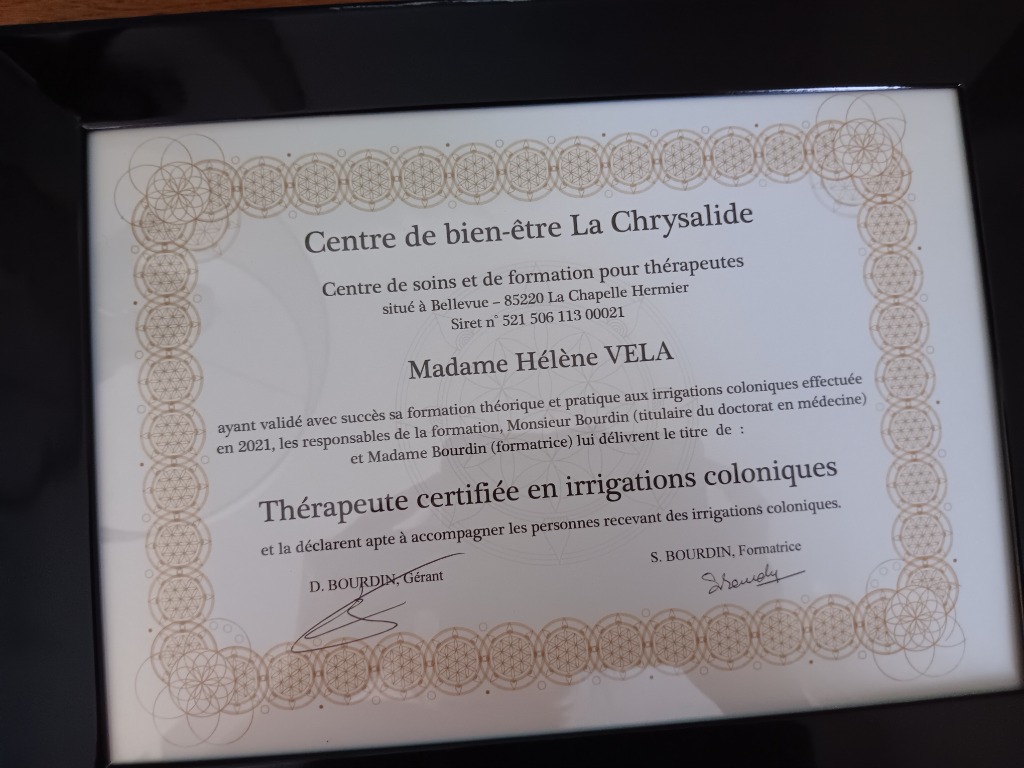 Centre de bien-être La Chrysalide
Centre de soins et de formation pour thérapeutes
situé à Bellevue – 85220 La Chapelle Hermier
Siret n° 521 506 113 00021
Madame Hélène VELA
ayant validé avec succès sa formation théorique et pratique aux irrigations coloniques effectuée
en 2021, les responsables de la formation, Monsieur Bourdin (titulaire du doctorat en médecine)
et Madame Bourdin (formatrice) lui délivrent le titre de :
Thérapeute certifiée en irrigations coloniques
et la déclarent apte à accompagner les personnes recevant des irrigations coloniques.
D. BOURDIN, Gérant
S. BOURDIN, Formatrice